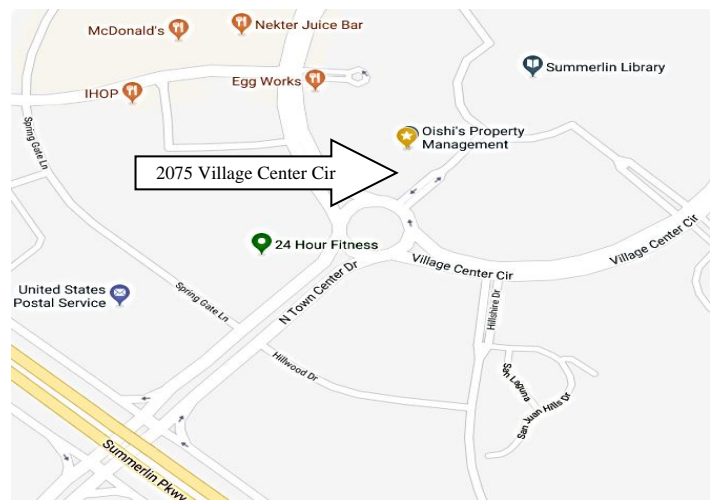 McDonald's
Nekter Juice Bar
Summerlin Library
Egg Works
IHOP
Spring Gate Ln
Oishi's Property
Management
2075 Village Center Cir
24 Hour Fitness
Village Center Cir
Village Center Cir
N Town Center Dr
United States
Postal Service
Spring Gate Ln
Hillshire Dr
Hillwood Dr
San Laguna
San Juan Hills Dr
Summerlin Pkwy